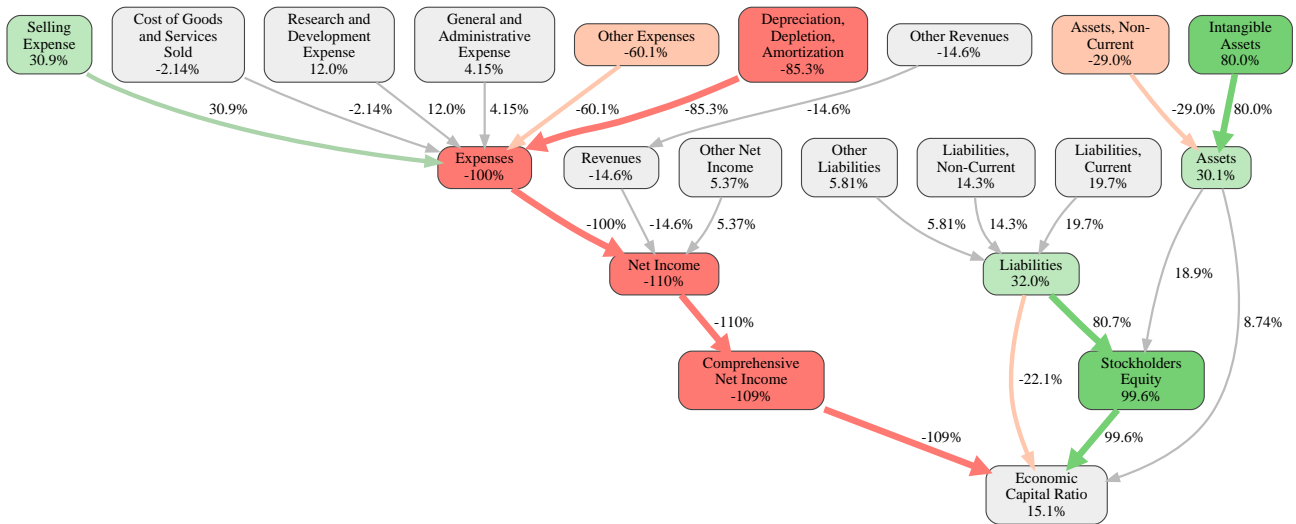 Selling
Expense
30.9%
Cost of Goods
and Services
Sold
-2.14%
Research and
Development
Expense
12.0%
General and
Administrative
Expense
4.15%
Other Expenses
-60.1%
Depreciation,
Depletion,
Amortization
-85.3%
Other Revenues
-14.6%
Assets, Non-
Current
-29.0%
Intangible
Assets
80.0%
30.9%
-2.14%
12.0%
4.15%
-60.1%
-85.3%
-14.6%
-29.0%
80.0%
Expenses
-100%
Revenues
-14.6%
Other Net
Income
5.37%
Other
Liabilities
5.81%
Liabilities,
Non-Current
14.3%
Liabilities,
Current
19.7%
Assets
30.1%
-100%
-14.6%
5.37%
5.81%
14.3%
19.7%
Net Income
-110%
Liabilities
32.0%
18.9%
8.74%
-110%
80.7%
Comprehensive
Net Income
-109%
-22.1%
Stockholders
Equity
99.6%
-109%
99.6%
Economic
Capital Ratio
15.1%